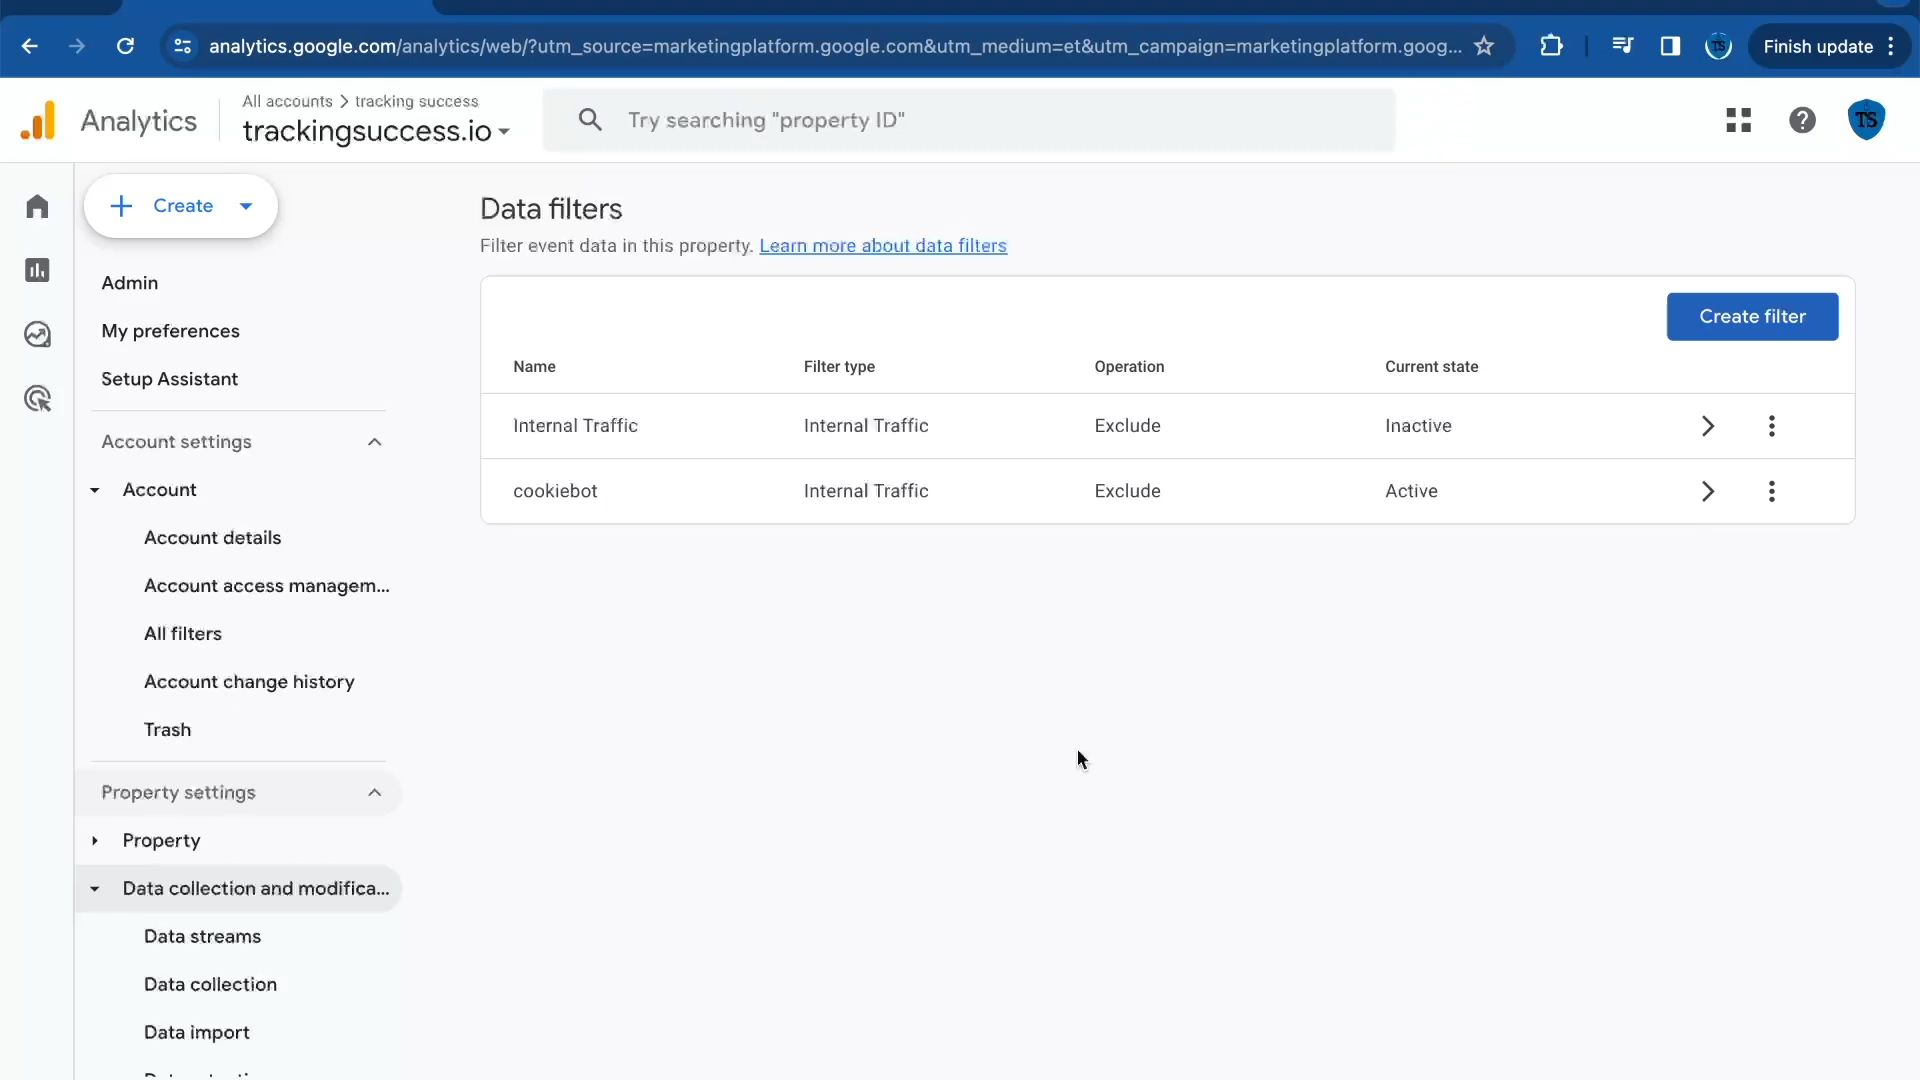 analytics.google.com/analytics/web/?utm_source=marketingplatform.google.com&utm_medium=et&utm_campaign=marketingplatform.goog...
TS
Finish update
Analytics
All accounts > tracking success
trackingsuccess.io
Try searching "property ID"
TS
Create
Admin
My preferences
Setup Assistant
Account settings
Account
Account details
Account access managem...
All filters
Account change history
Trash
Property settings
Property
Data collection and modifica...
Data streams
Data collection
Data import
Data filters
Filter event data in this property. Learn more about data filters
Create filter
Name Filter type Operation Current state
Internal Traffic Internal Traffic Exclude Inactive
cookiebot Internal Traffic Exclude Active